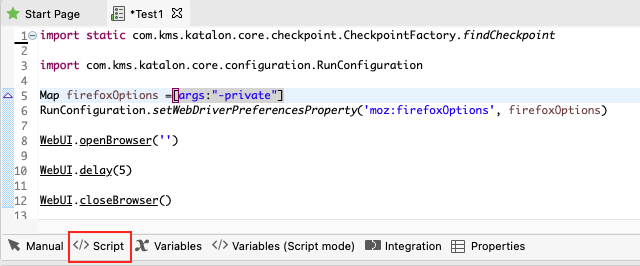 Start Page *Test1
1 import static com.kms.katalon.core.checkpoint.CheckpointFactory.findCheckpoint
2
3 import com.kms.katalon.core.configuration.RunConfiguration
4
5 Map firefoxOptions =[args:"-private"]
6 RunConfiguration.setWebDriverPreferencesProperty('moz:firefoxOptions', firefoxOptions)
7
8 WebUI.openBrowser('')
9
10 WebUI.delay(5)
11
12 WebUI.closeBrowser()
13
Manual </> Script Variables </> Variables (Script mode) Integration Properties